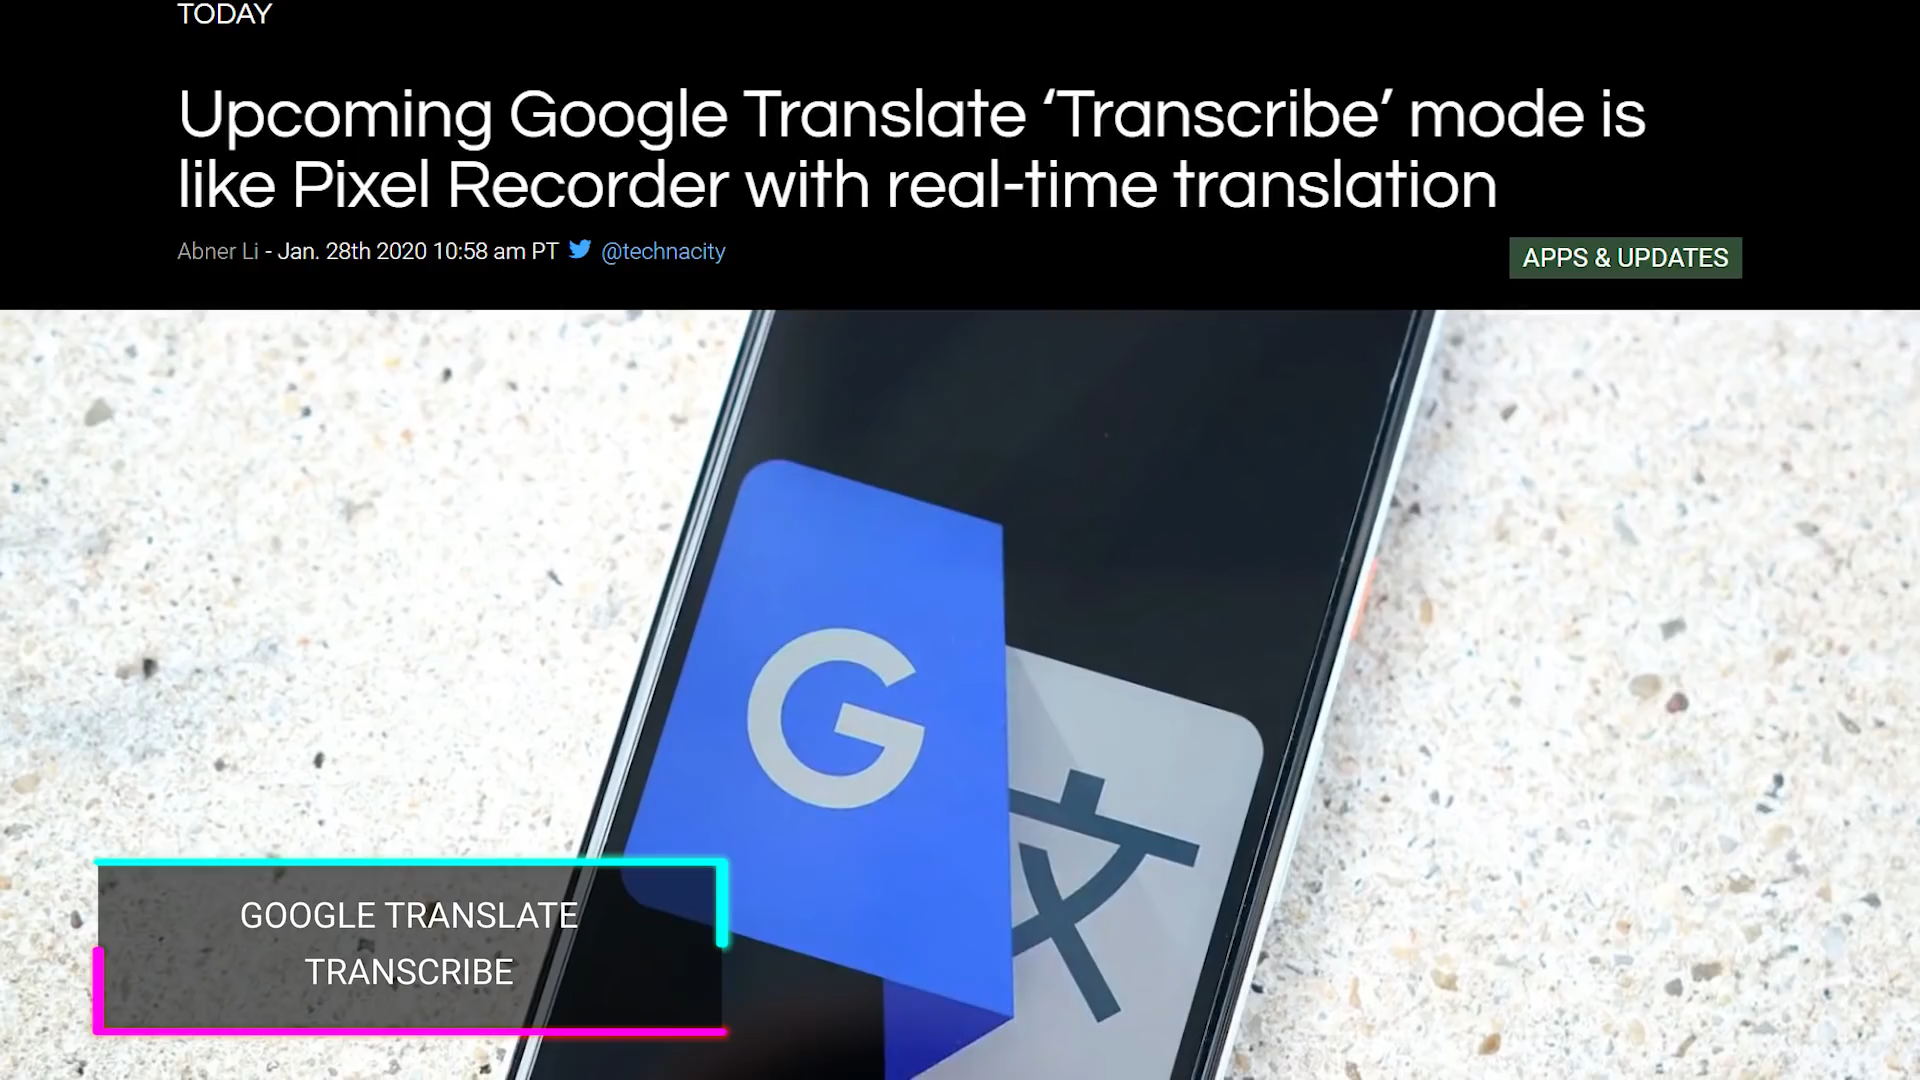 TODAY
Upcoming Google Translate ‘Transcribe’ mode is
like Pixel Recorder with real-time translation
Abner Li - Jan. 28th 2020 10:58 am PT @technacity
APPS & UPDATES
G
文
GOOGLE TRANSLATE
TRANSCRIBE